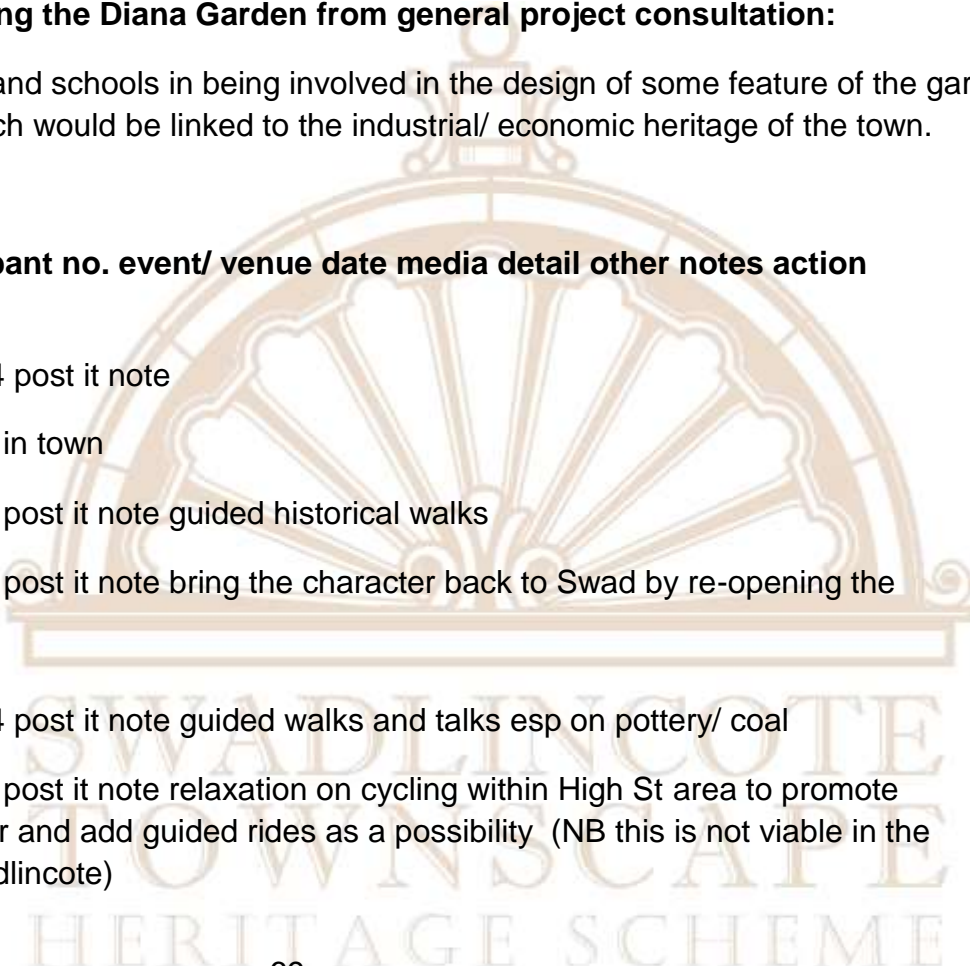 ng the Diana Garden from general project consultation:
and schools in being involved in the design of some feature of the gar
ch would be linked to the industrial/ economic heritage of the town.
pant no. event/ venue date media detail other notes action
4 post it note
in town
post it note guided historical walks
post it note bring the character back to Swad by re-opening the
4 post it note guided walks and talks esp on pottery/ coal
post it note relaxation on cycling within High St area to promote
r and add guided rides as a possibility (NB this is not viable in the
dlincote)
SWADLINCOTE
TOWNSCAPE
HERITAGE SCHEME